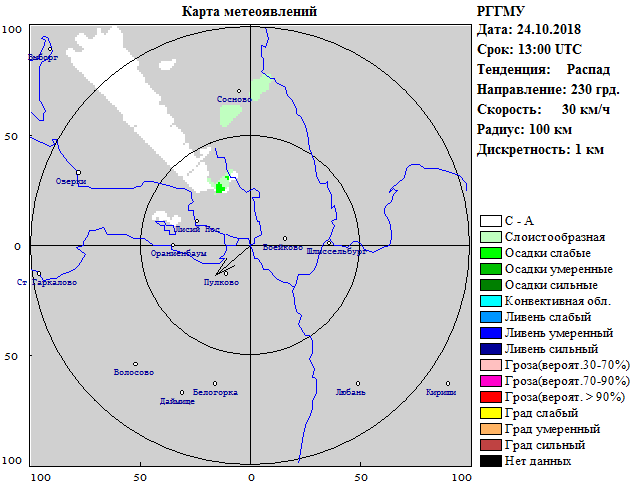 Карта метеоявлений
РГГМУ
Дата: 24.10.2018
Срок: 13:00 UTC
Тенденция: Распад
Направление: 230 грд.
Скорость: 30 км/ч
Радиус: 100 км
Дискретность: 1 км
100
Выборг
Сосново
50
Озерки
Лисий Нос
0
Ораниенбаум
Воейково
Шлиссельбург
Ст Гаркалово
Пулково
50
Волосово
Даймище
Белогорка
Любань
Кириши
100
100
50
0
50
100
С - А
Слоистообразная
Осадки слабые
Осадки умеренные
Осадки сильные
Конвективная обл.
Ливень слабый
Ливень умеренный
Ливень сильный
Гроза(вероят.30-70%)
Гроза(вероят.70-90%)
Гроза(вероят. > 90%)
Град слабый
Град умеренный
Град сильный
Нет данных